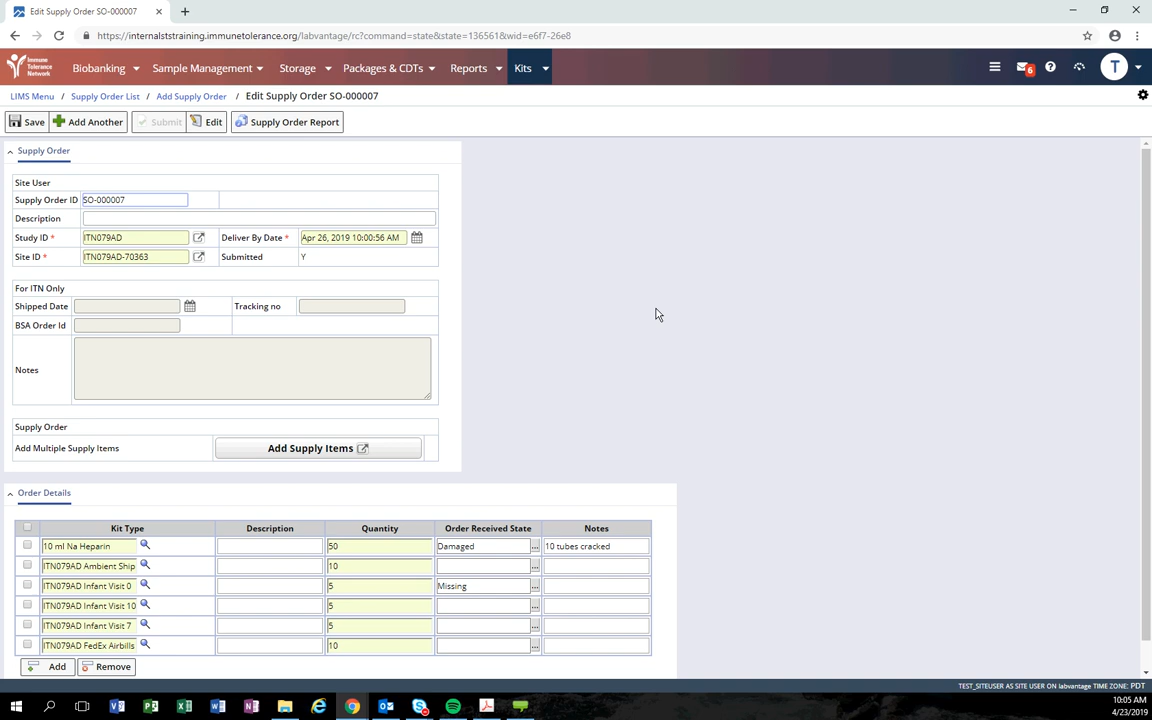 Edit Supply Order SO-000007
https://internalststraining.immunetolerance.org/labvantage/rc?command=state&state=136561&wid=e6f7-26e8
Immune Tolerance Network
Biobanking Sample Management Storage Packages & CDTs Reports Kits 6 T
LIMS Menu / Supply Order List / Add Supply Order / Edit Supply Order SO-000007
Save Add Another Submit Edit Supply Order Report
Supply Order
Site User
Supply Order ID SO-000007
Description
Study ID * ITN079AD Deliver By Date * Apr 26, 2019 10:00:56 AM
Site ID * ITN079AD-70363 Submitted Y
For ITN Only
Shipped Date Tracking no
BSA Order Id
Notes
Supply Order
Add Multiple Supply Items Add Supply Items
Order Details
Kit Type Description Quantity Order Received State Notes
10 ml Na Heparin 50 Damaged ... 10 tubes cracked
ITN079AD Ambient Ship 10 ...
ITN079AD Infant Visit 0 5 Missing ...
ITN079AD Infant Visit 10 5 ...
ITN079AD Infant Visit 7 5 ...
ITN079AD FedEx Airbills 10 ...
Add Remove
TEST_SITEUSER AS SITE USER ON labvantage TIME ZONE: PDT
10:05 AM
4/23/2019